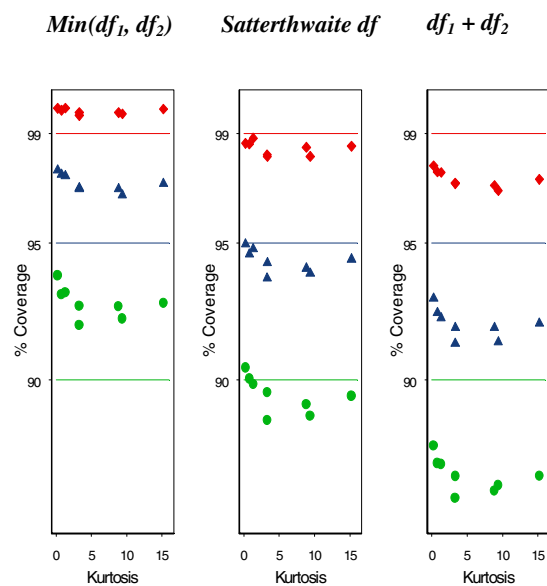 Min(df₁, df₂) Satterthwaite df df₁ + df₂
% Coverage
99
95
90
0 5 10 15
Kurtosis
% Coverage
99
95
90
0 5 10 15
Kurtosis
% Coverage
99
95
90
0 5 10 15
Kurtosis